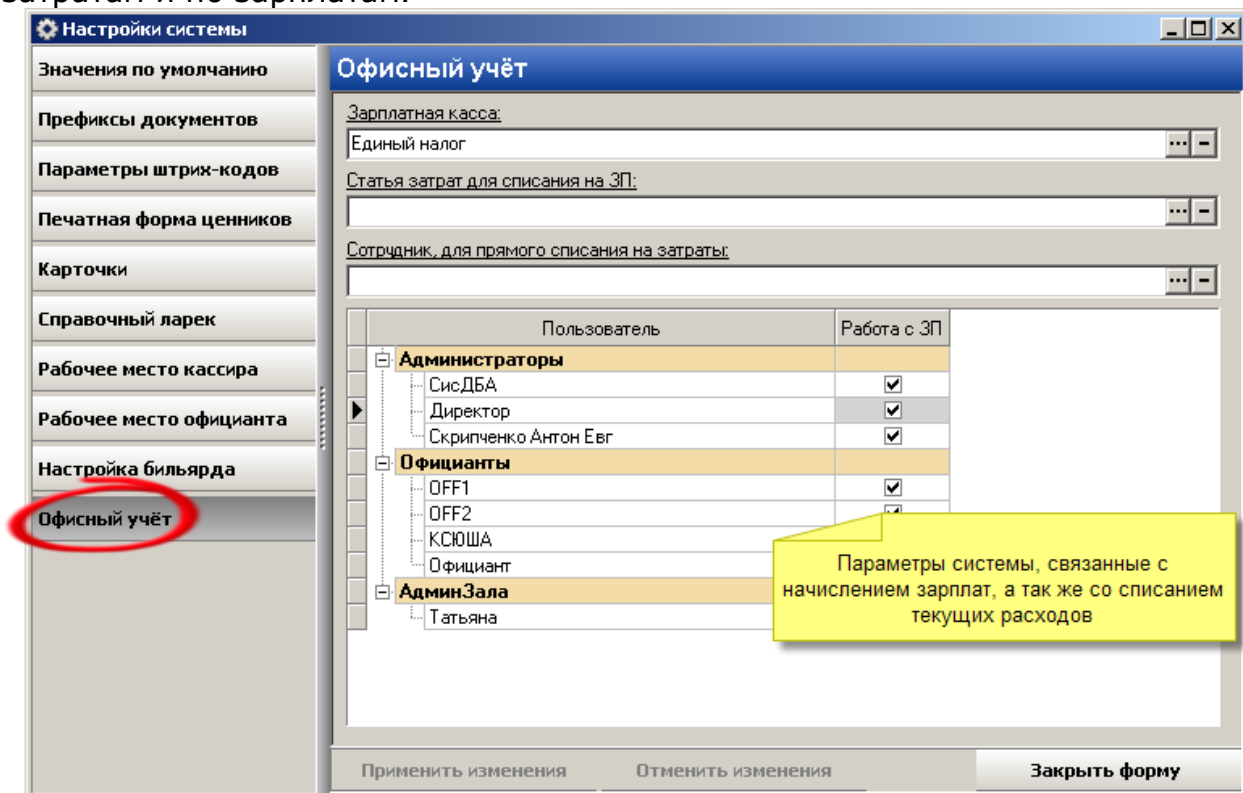 Настройки системы
Значения по умолчанию
Префиксы документов
Параметры штрих-кодов
Печатная форма ценников
Карточки
Справочный ларек
Рабочее место кассира
Рабочее место официанта
Настройка бильярда
Офисный учёт
Офисный учёт
Зарплатная касса:
Единый налог
Статья затрат для списания на ЗП:
Сотрудник, для прямого списания на затраты:
Пользователь Работа с ЗП
Администраторы
СисДБА
Директор
Скрипченко Антон Евг
Официанты
OFF1
OFF2
КСЮША
Официант
АдминЗала
Татьяна
Параметры системы, связанные с
начислением зарплат, а так же со списанием
текущих расходов
Применить изменения Отменить изменения Закрыть форму